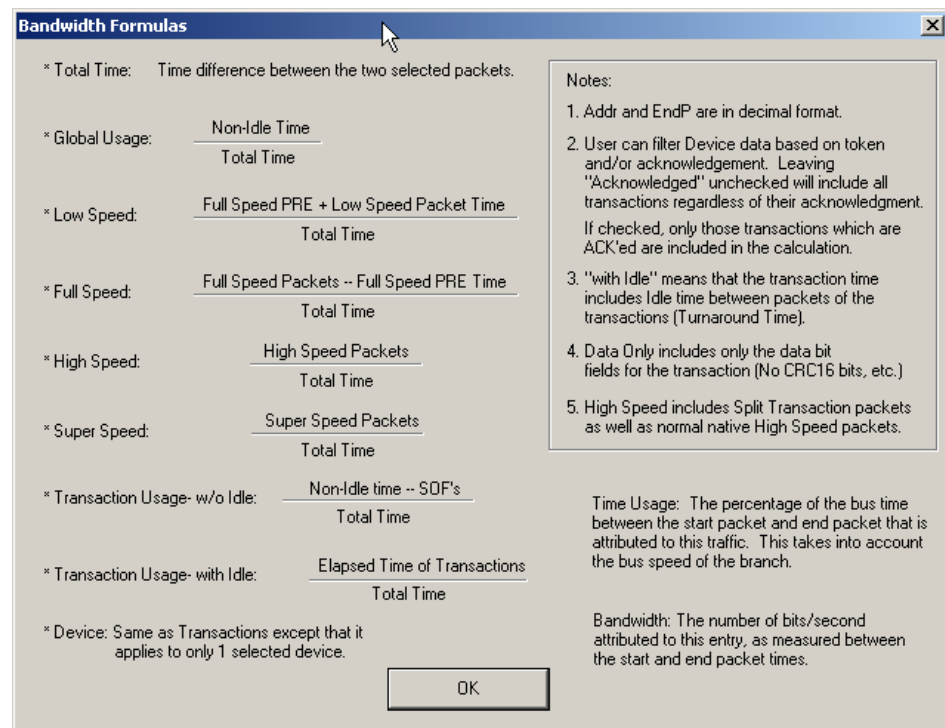 Bandwidth Formulas
* Total Time: Time difference between the two selected packets.
* Global Usage: Non-Idle Time
Total Time
* Low Speed: Full Speed PRE + Low Speed Packet Time
Total Time
* Full Speed: Full Speed Packets -- Full Speed PRE Time
Total Time
* High Speed: High Speed Packets
Total Time
* Super Speed: Super Speed Packets
Total Time
* Transaction Usage- w/o Idle: Non-Idle time -- SOF's
Total Time
* Transaction Usage- with Idle: Elapsed Time of Transactions
Total Time
* Device: Same as Transactions except that it
applies to only 1 selected device.
Notes:
1. Addr and EndP are in decimal format.
2. User can filter Device data based on token
and/or acknowledgement. Leaving
"Acknowledged" unchecked will include all
transactions regardless of their acknowledgment.
If checked, only those transactions which are
ACK'ed are included in the calculation.
3. "with Idle" means that the transaction time
includes Idle time between packets of the
transactions (Turnaround Time).
4. Data Only includes only the data bit
fields for the transaction (No CRC16 bits, etc.)
5. High Speed includes Split Transaction packets
as well as normal native High Speed packets.
Time Usage: The percentage of the bus time
between the start packet and end packet that is
attributed to this traffic. This takes into account
the bus speed of the branch.
Bandwidth: The number of bits/second
attributed to this entry, as measured between
the start and end packet times.
OK